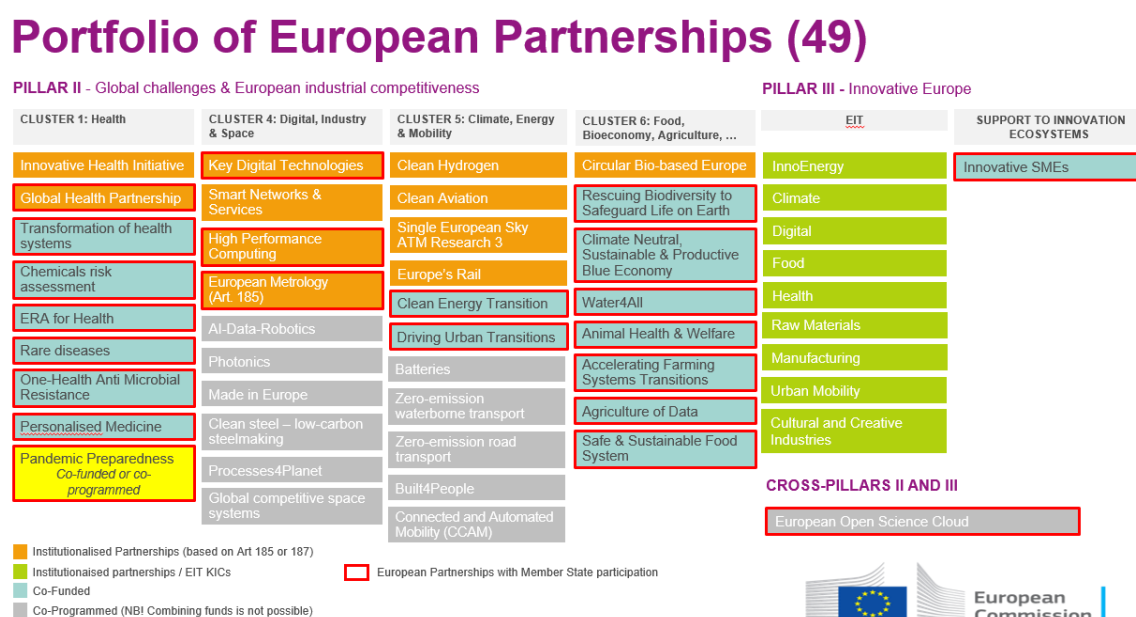 Portfolio of European Partnerships (49)
PILLAR II - Global challenges & European industrial competitiveness
PILLAR III - Innovative Europe
CLUSTER 1: Health
Innovative Health Initiative
Global Health Partnership
Transformation of health
systems
Chemicals risk
assessment
ERA for Health
Rare diseases
One-Health Anti Microbial
Resistance
Personalised Medicine
Pandemic Preparedness
Co-funded or co-
programmed
CLUSTER 4: Digital, Industry
& Space
Key Digital Technologies
Smart Networks &
Services
High Performance
Computing
European Metrology
(Art. 185)
AI-Data-Robotics
Photonics
Made in Europe
Clean steel – low-carbon
steelmaking
Processes4Planet
Global competitive space
systems
CLUSTER 5: Climate, Energy
& Mobility
Clean Hydrogen
Clean Aviation
Single European Sky
ATM Research 3
Europe's Rail
Clean Energy Transition
Driving Urban Transitions
Batteries
Zero-emission
waterborne transport
Zero-emission road
transport
Built4People
Connected and Automated
Mobility (CCAM)
CLUSTER 6: Food,
Bioeconomy, Agriculture, …
Circular Bio-based Europe
Rescuing Biodiversity to
Safeguard Life on Earth
Climate Neutral,
Sustainable & Productive
Blue Economy
Water4All
Animal Health & Welfare
Accelerating Farming
Systems Transitions
Agriculture of Data
Safe & Sustainable Food
System
EIT
InnoEnergy
Climate
Digital
Food
Health
Raw Materials
Manufacturing
Urban Mobility
Cultural and Creative
Industries
SUPPORT TO INNOVATION
ECOSYSTEMS
Innovative SMEs
CROSS-PILLARS II AND III
European Open Science Cloud
Institutionalised Partnerships (based on Art 185 or 187)
Institutionaised partnerships / EIT KICs
Co-Funded
Co-Programmed (NB! Combining funds is not possible)
European Partnerships with Member State participation
European
Commission